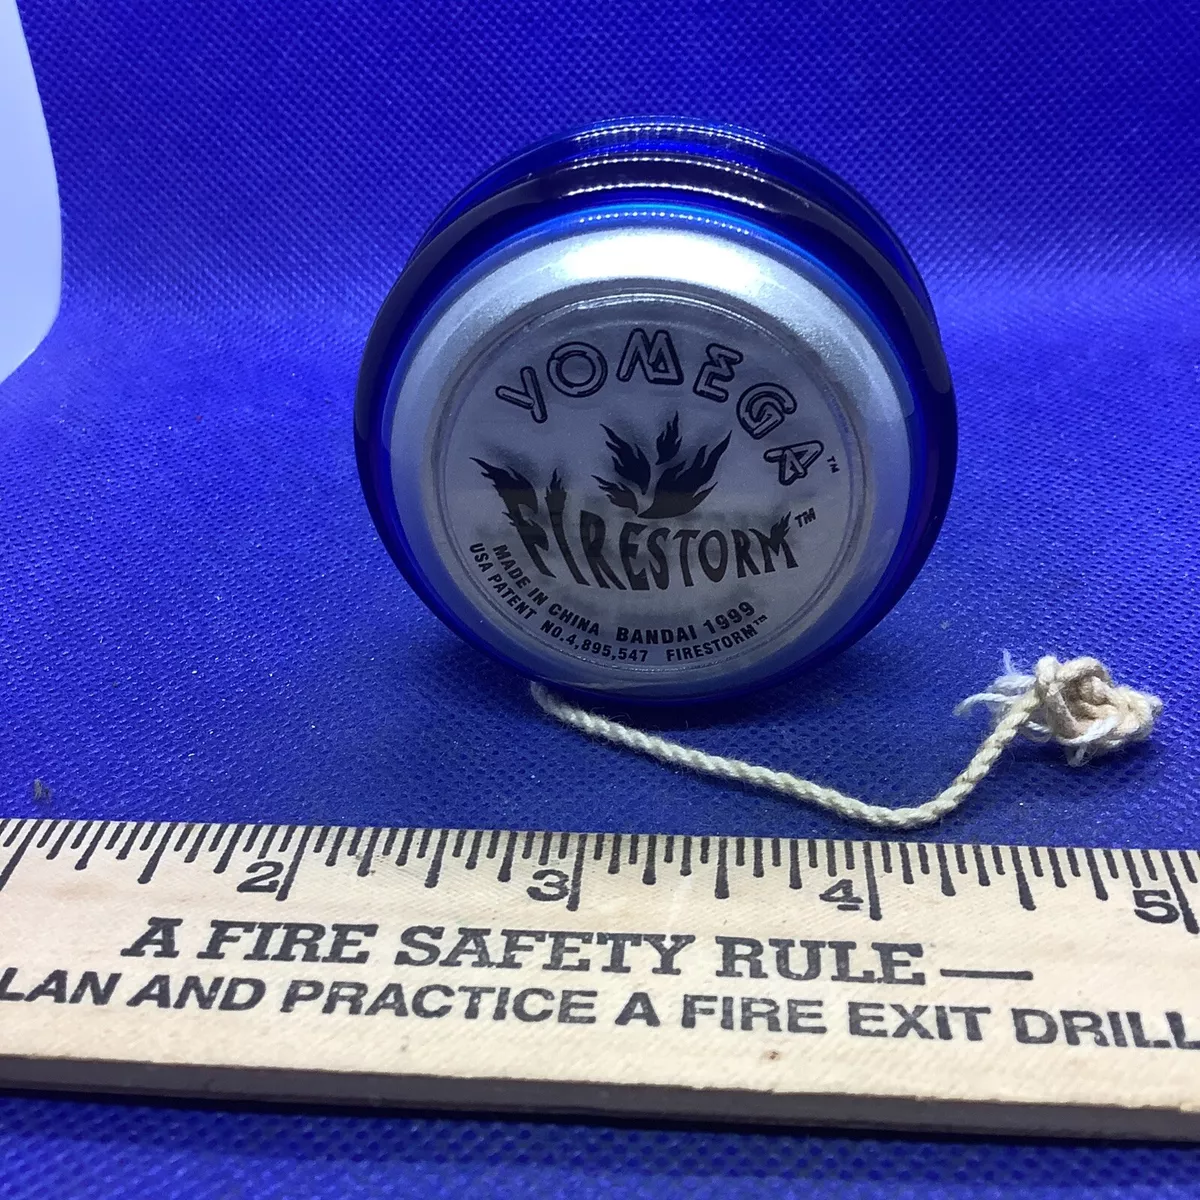 YOMEGA™
FIRESTORM™
MADE IN CHINA BANDAI 1999
USA PATENT NO.4,895,547 FIRESTORM™
2 3 4 5
A FIRE SAFETY RULE—
LAN AND PRACTICE A FIRE EXIT DRILL